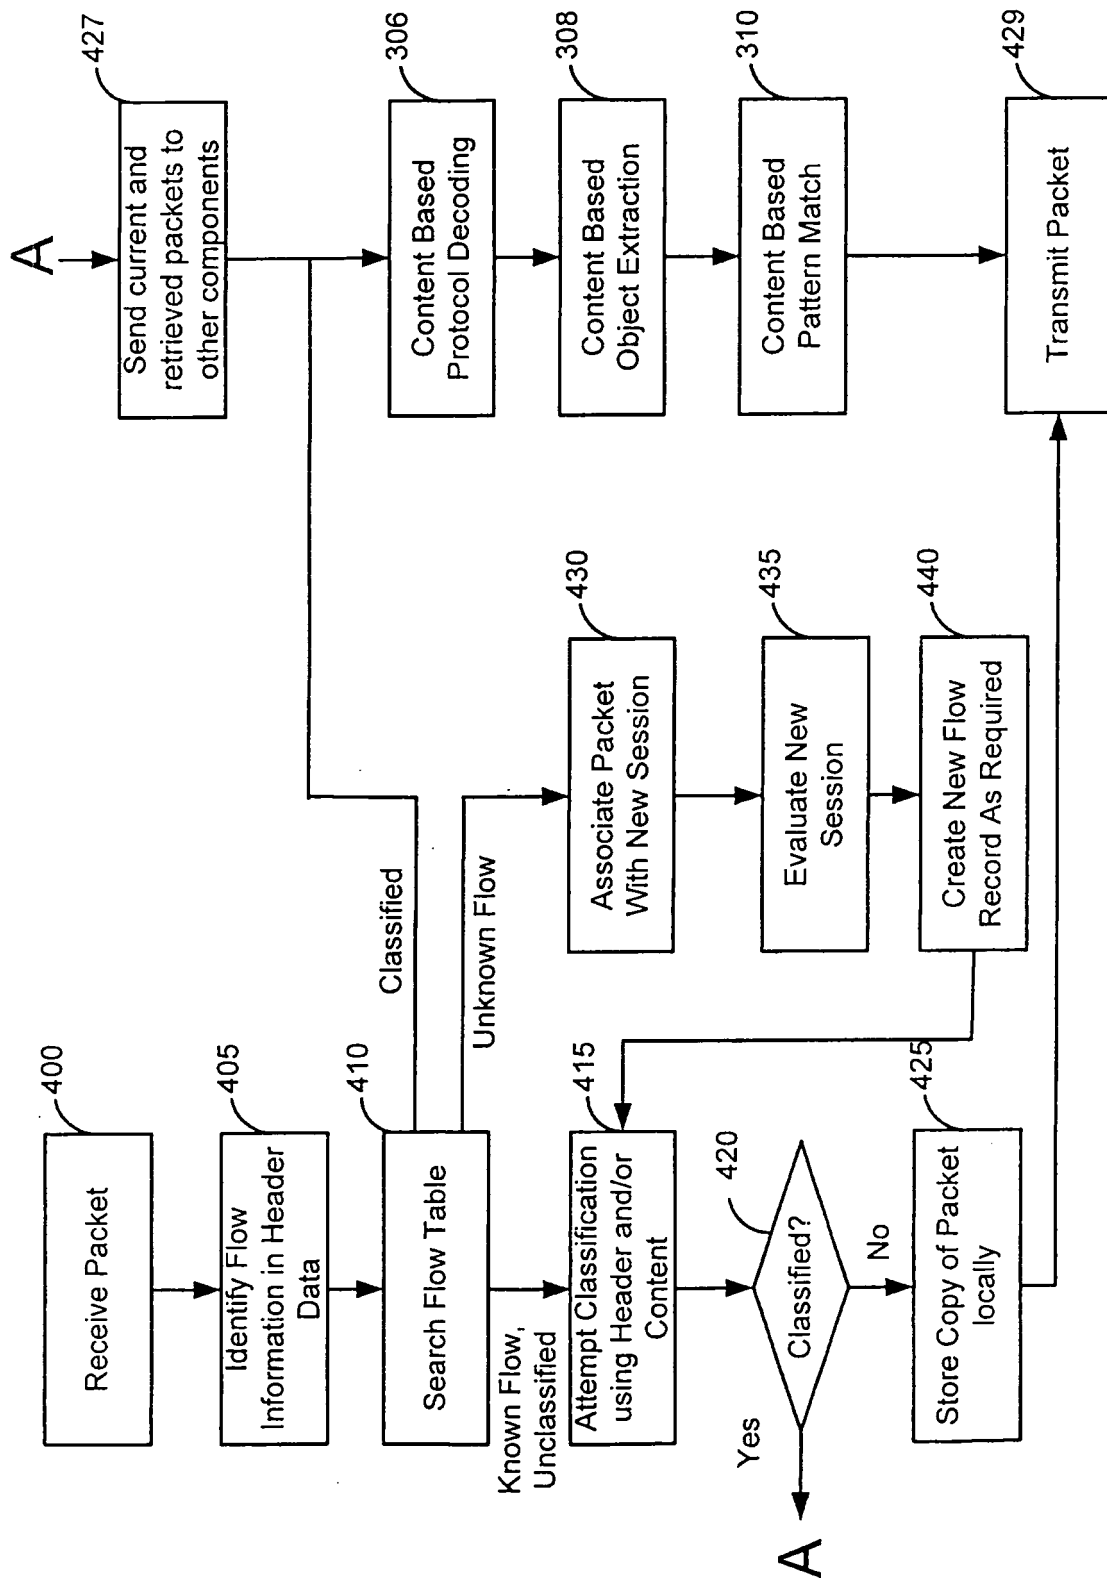 400
Receive Packet
405
Identify Flow
Information in Header
Data
410
Search Flow Table
Classified
Unknown Flow
Known Flow,
Unclassified
415
Attempt Classification
using Header and/or
Content
420
Classified?
Yes
A
No
425
Store Copy of Packet
locally
430
Associate Packet
With New Session
435
Evaluate New
Session
440
Create New Flow
Record As Required
A
427
Send current and
retrieved packets to
other components
306
Content Based
Protocol Decoding
308
Content Based
Object Extraction
310
Content Based
Pattern Match
429
Transmit Packet